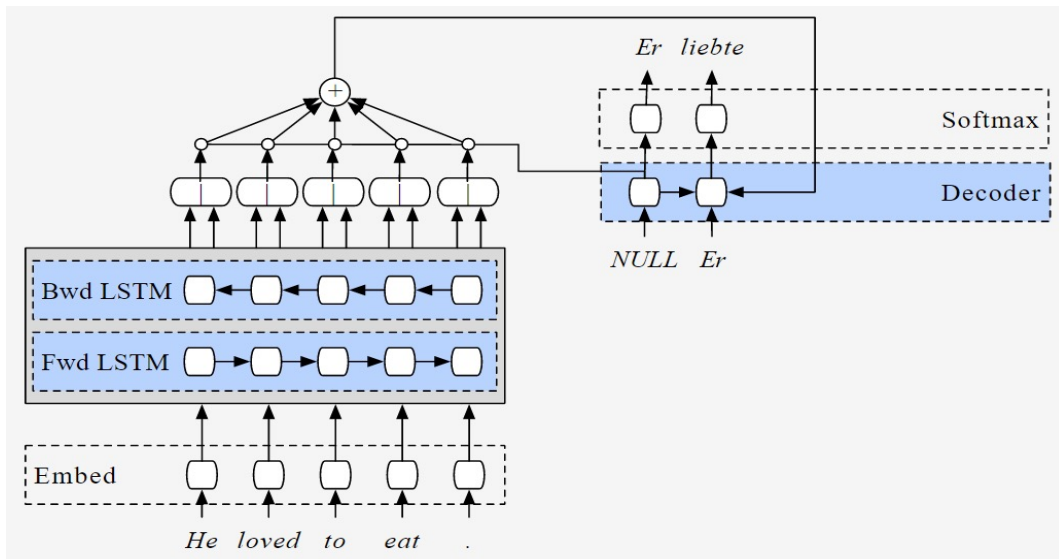 +
Er liebte
Softmax
Decoder
NULL Er
Bwd LSTM
Fwd LSTM
Embed
He loved to eat .